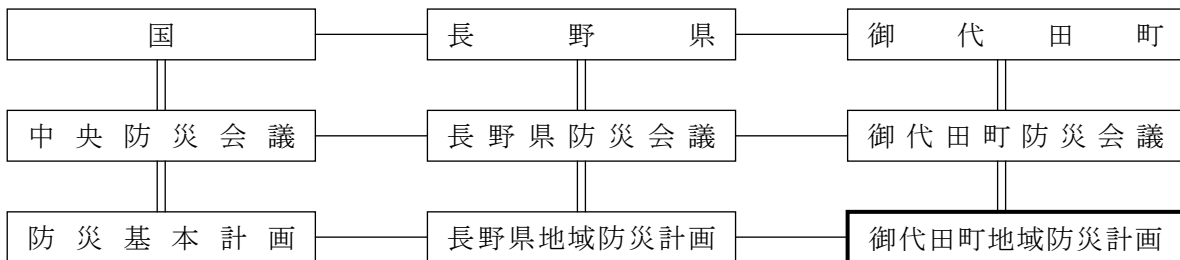 国 長野県 御代田町
中央防災会議 長野県防災会議 御代田町防災会議
防災基本計画 長野県地域防災計画 御代田町地域防災計画